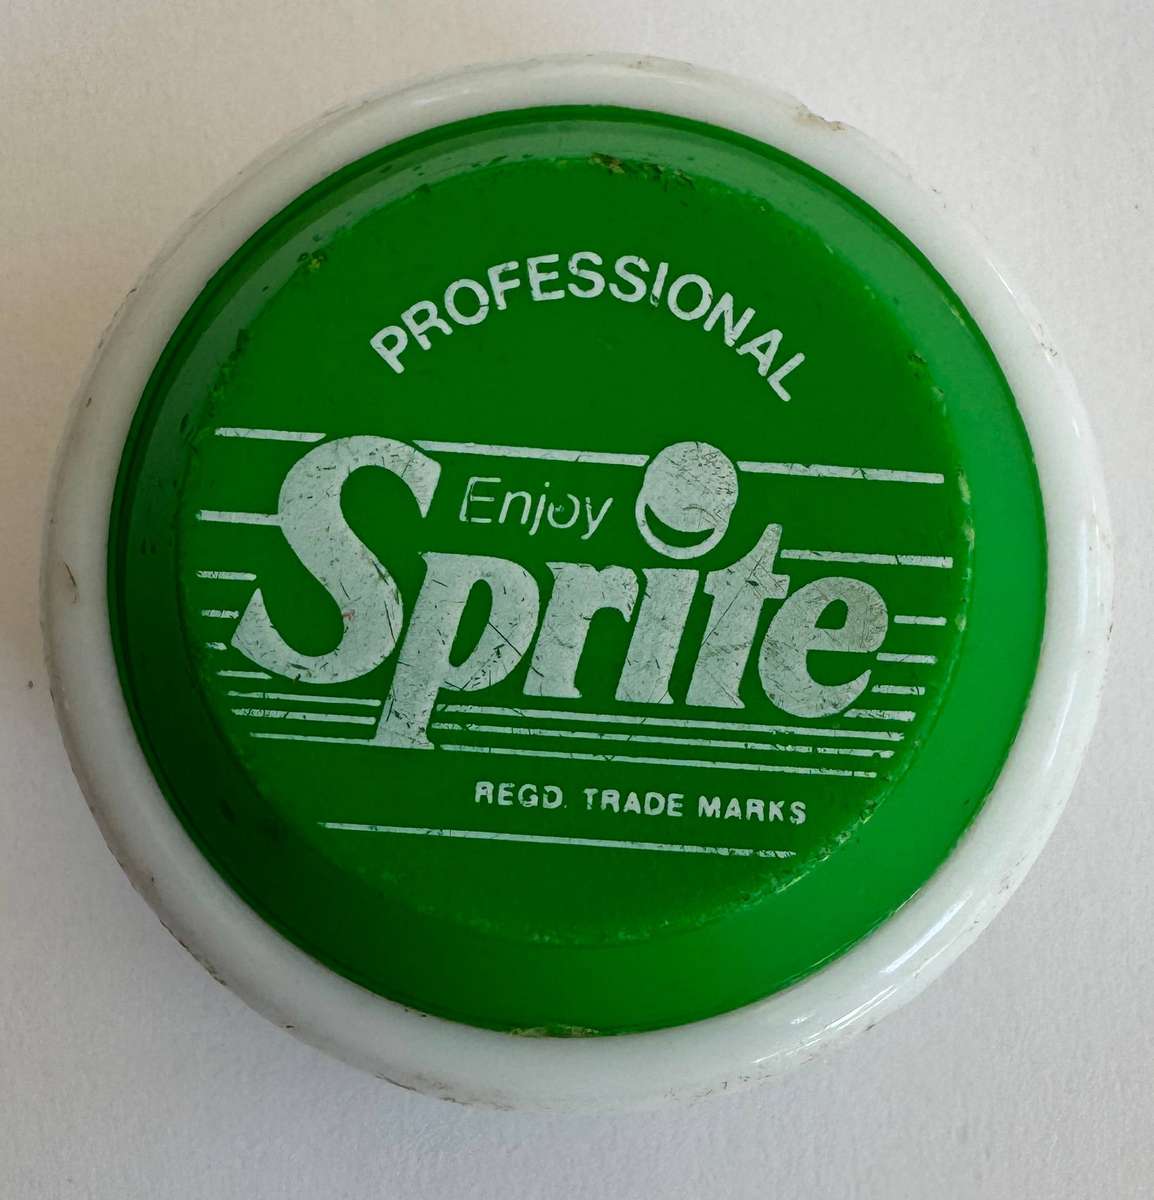 PROFESSIONAL
Enjoy
Sprite
REGD. TRADE MARKS